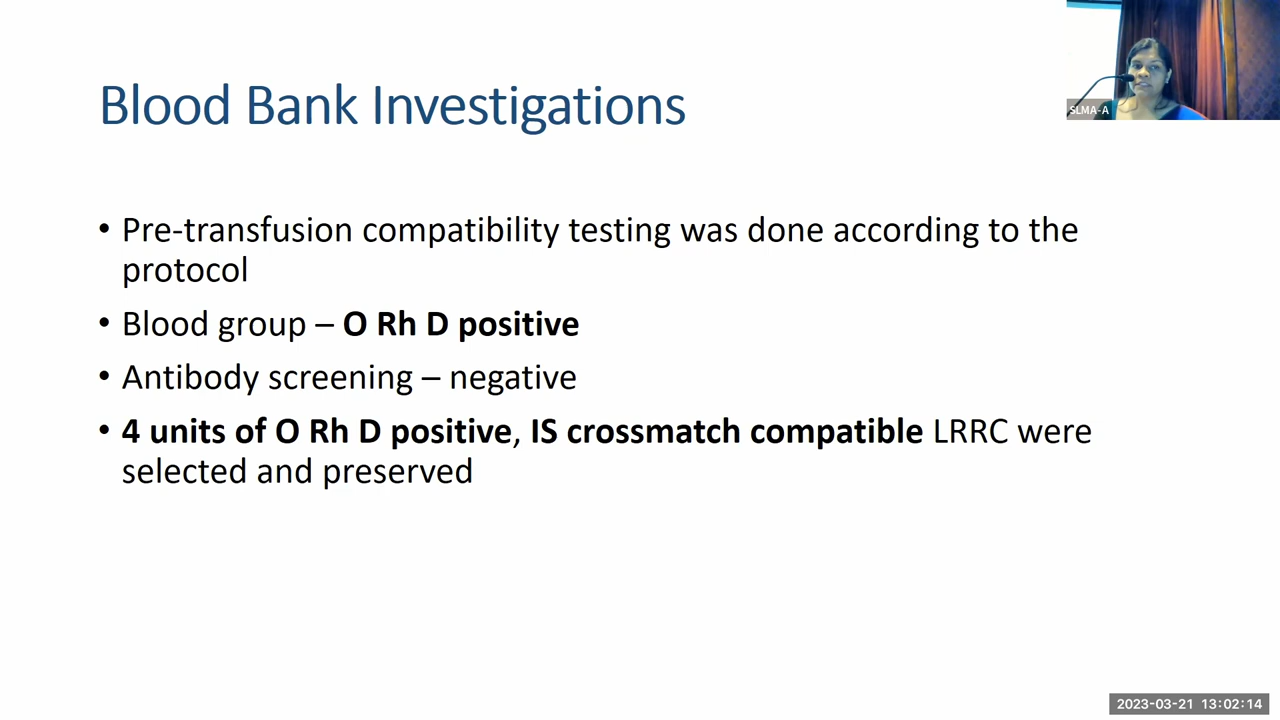 SLMA-A
Blood Bank Investigations
• Pre-transfusion compatibility testing was done according to the
protocol
• Blood group – O Rh D positive
• Antibody screening – negative
• 4 units of O Rh D positive, IS crossmatch compatible LRRC were
selected and preserved
2023-03-21 13:02:14